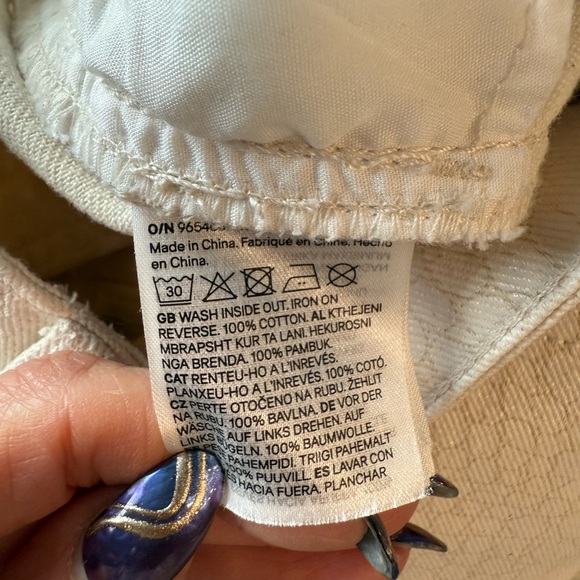 O/N
Made in China. Fabriqué en Chine. Hecho
en China.
30
GB WASH INSIDE OUT. IRON ON
REVERSE. 100% COTTON. AL KTHEJENI
MBRAPSHT KUR TA LANI. HEKUROSNI
NGA BRENDA. 100% PAMBUK.
CAT RENTEU-HO A L'INREVÉS.
PLANXEU-HO A L'INREVÉS. 100% COTÓ.
CZ PERTE OTOČENO NA RUBU. ŽEHLIT
NA RUBU. 100% BAVLNA. DE VOR DER
WÄSCHE AUF LINKS DREHEN. AUF
LINKS BÜGELN. 100% BAUMWOLLE.
PAHEMPIDI. TRIIGI PAHEMALT
100% PUUVILL. ES LAVAR CON
HACIA FUERA. PLANCHAR